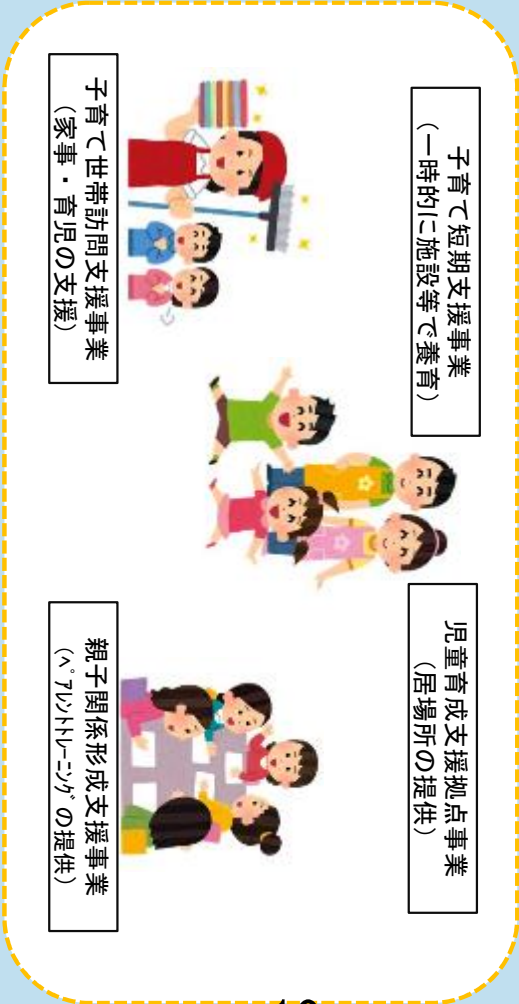 子育て短期支援事業
(一時的に施設等で養育)
児童育成支援拠点事業
(居場所の提供)
子育て世帯訪問支援事業
(家事・育児の支援)
親子関係形成支援事業
(ﾍﾟｱﾚﾝﾄﾄﾚｰﾆﾝｸﾞの提供)